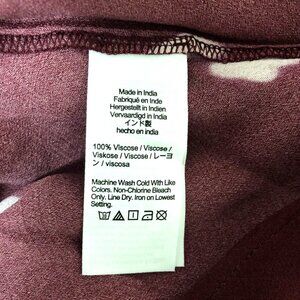 Made in India
Fabriqué en Inde
Hergestellt in Indien
Vervaardigd in India
インド製
hecho en india
100% Viscose / Viscose /
Viskose / Viscose / レーヨ
ン / viscosa
Machine Wash Cold With Like
Colors. Non-Chlorine Bleach
Only. Line Dry. Iron on Lowest
Setting.